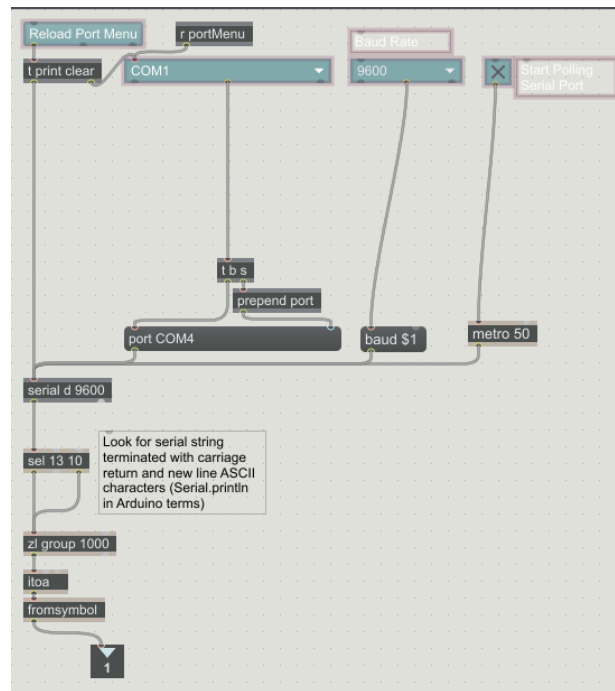 Reload Port Menu
r portMenu
Baud Rate
t print clear
COM1
9600
Start Polling
Serial Port
t b s
prepend port
port COM4
baud $1
metro 50
serial d 9600
Look for serial string
terminated with carriage
return and new line ASCII
characters (Serial.println
in Arduino terms)
sel 13 10
zl group 1000
itoa
fromsymbol
1